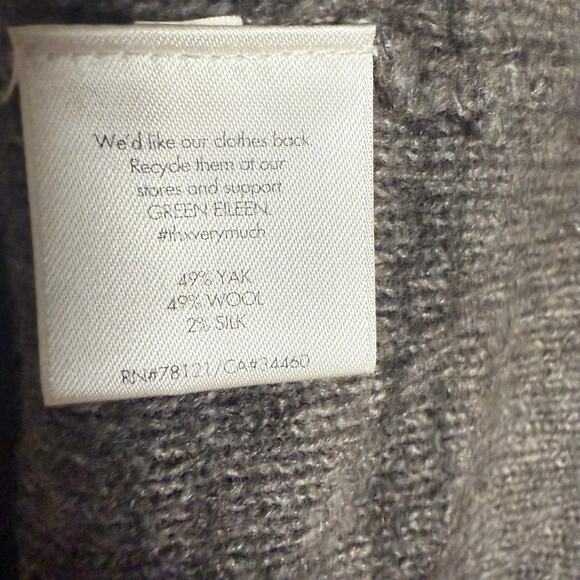 We'd like our clothes back.
Recycle them at our
stores and support
GREEN EILEEN.
#thxverymuch
49% YAK
49% WOOL
2% SILK
RN#78121/CA#34460